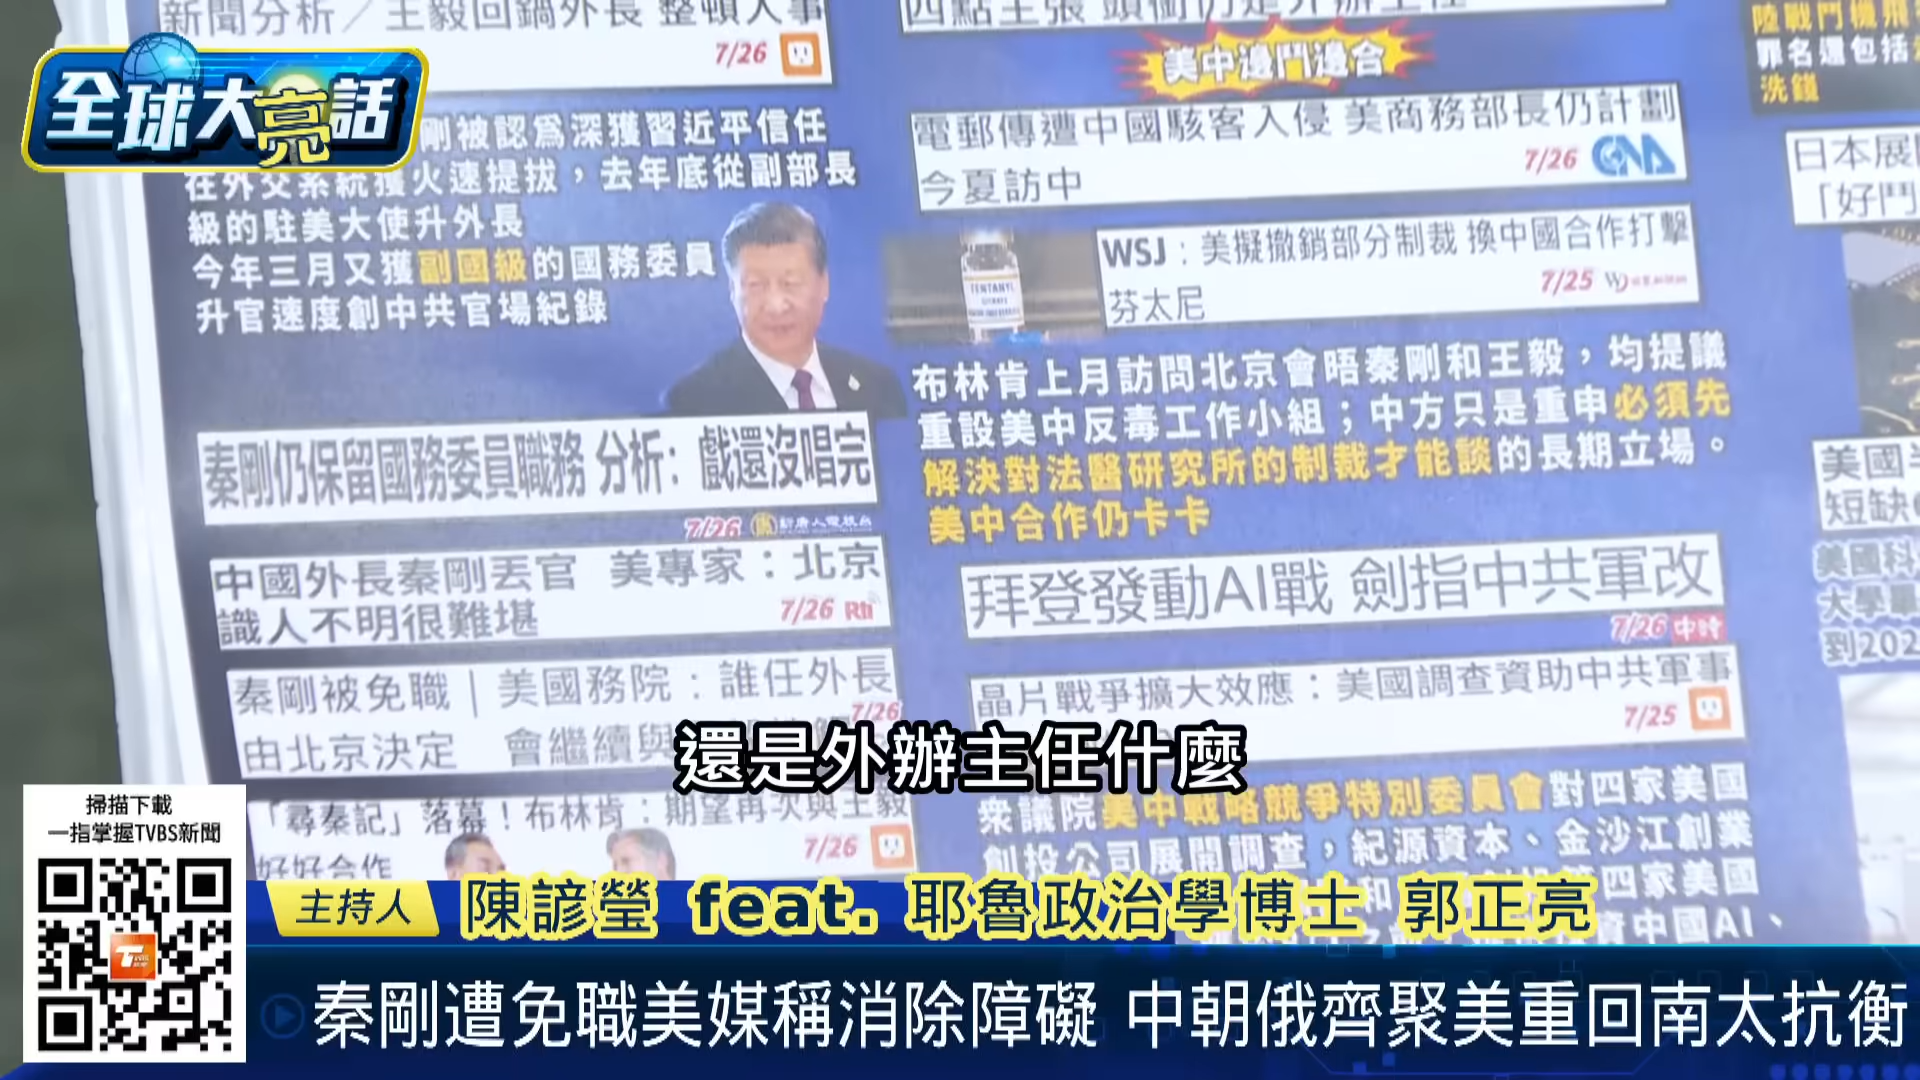 新聞分析／王毅回鍋外長 整頓人事
7/26
全球大亮話
剛被認為深獲習近平信任
在外交系統獲火速提拔，去年底從副部長
級的駐美大使升外長
今年三月又獲副國級的國務委員
升官速度創中共官場紀錄
秦剛仍保留國務委員職務 分析：戲還沒唱完
7/26 新唐人電視台
中國外長秦剛丟官 美專家：北京
識人不明很難堪
7/26 Rti
秦剛被免職｜美國務院：誰任外長
由北京決定 會繼續與
7/26
「尋秦記」落幕！布林肯：期望再次與王毅
好好合作
7/26
四點主張 頭銜仍是外辦主任
美中邊鬥邊合
電郵傳遭中國駭客入侵 美商務部長仍計劃
今夏訪中
7/26 CNA
FENTANYL
CITRATE
WSJ：美擬撤銷部分制裁 換中國合作打擊
芬太尼
7/25
布林肯上月訪問北京會晤秦剛和王毅，均提議
重設美中反毒工作小組；中方只是重申必須先
解決對法醫研究所的制裁才能談的長期立場。
美中合作仍卡卡
拜登發動AI戰 劍指中共軍改
7/26 中時
晶片戰爭擴大效應：美國調查資助中共軍事
7/25
眾議院美中戰略競爭特別委員會對四家美國
創投公司展開調查，紀源資本、金沙江創業
四家美國
資中國AI、
陸戰鬥機飛
罪名還包括
洗錢
日本展
「好鬥
美國半
短缺
美國科
大學畢
到202
還是外辦主任什麼
掃描下載
一指掌握TVBS新聞
主持人 陳諺瑩 feat. 耶魯政治學博士 郭正亮
秦剛遭免職美媒稱消除障礙 中朝俄齊聚美重回南太抗衡